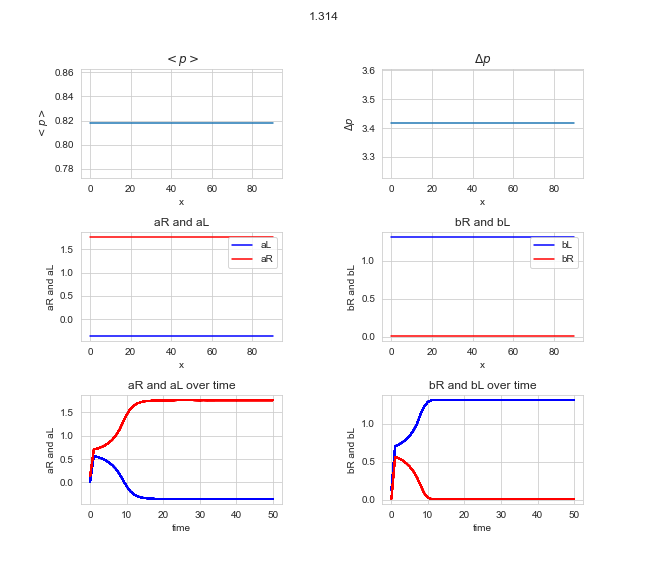 1.314
< p >
Δp
0.86
0.84
0.82
0.80
0.78
< p >
0 20 40 60 80
x
3.6
3.5
3.4
3.3
Δp
0 20 40 60 80
x
aR and aL
1.5
1.0
0.5
0.0
aR and aL
aL
aR
0 20 40 60 80
x
bR and bL
1.0
0.5
0.0
bR and bL
bL
bR
0 20 40 60 80
x
aR and aL over time
1.5
1.0
0.5
0.0
aR and aL
0 10 20 30 40 50
time
bR and bL over time
1.0
0.5
0.0
bR and bL
0 10 20 30 40 50
time